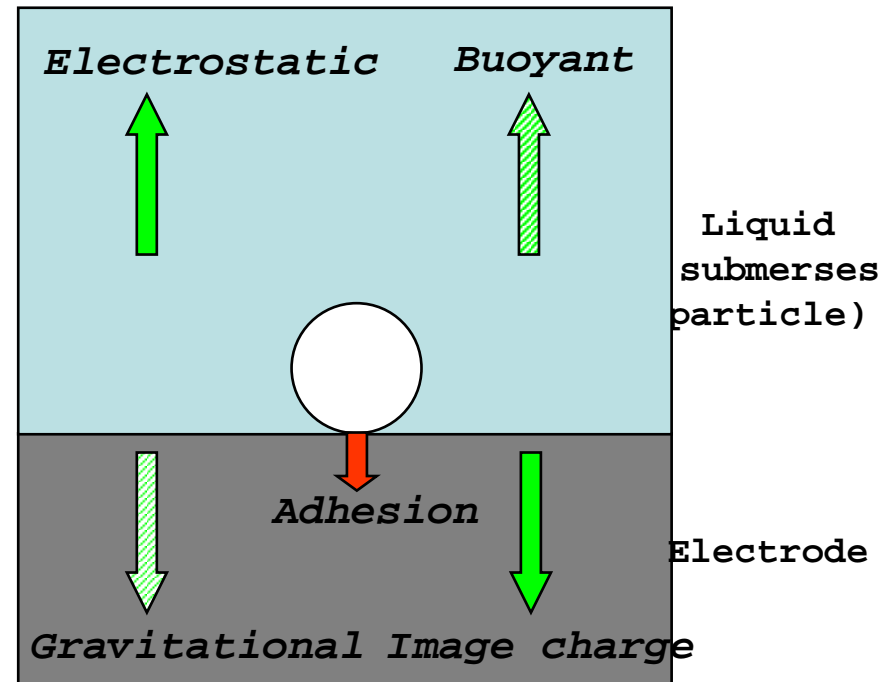 Electrostatic Buoyant
Liquid
submerses
particle)
Adhesion
Electrode
Gravitational Image charge